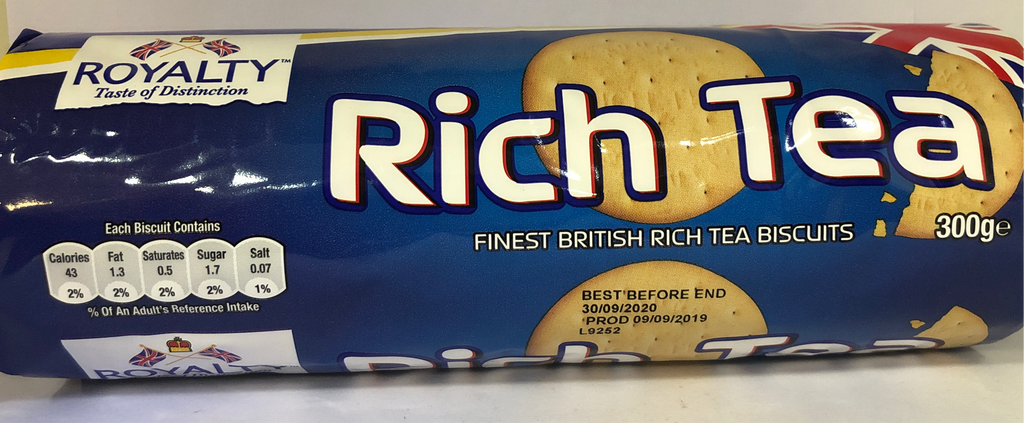 ROYALTY™
Taste of Distinction
Rich Tea
FINEST BRITISH RICH TEA BISCUITS
300g℮
Each Biscuit Contains
Calories Fat Saturates Sugar Salt
43 1.3 0.5 1.7 0.07
2% 2% 2% 2% 1%
% Of An Adult's Reference Intake
BEST BEFORE END
30/09/2020
PROD 09/09/2019
L9252
ROYALTY
Rich Tea